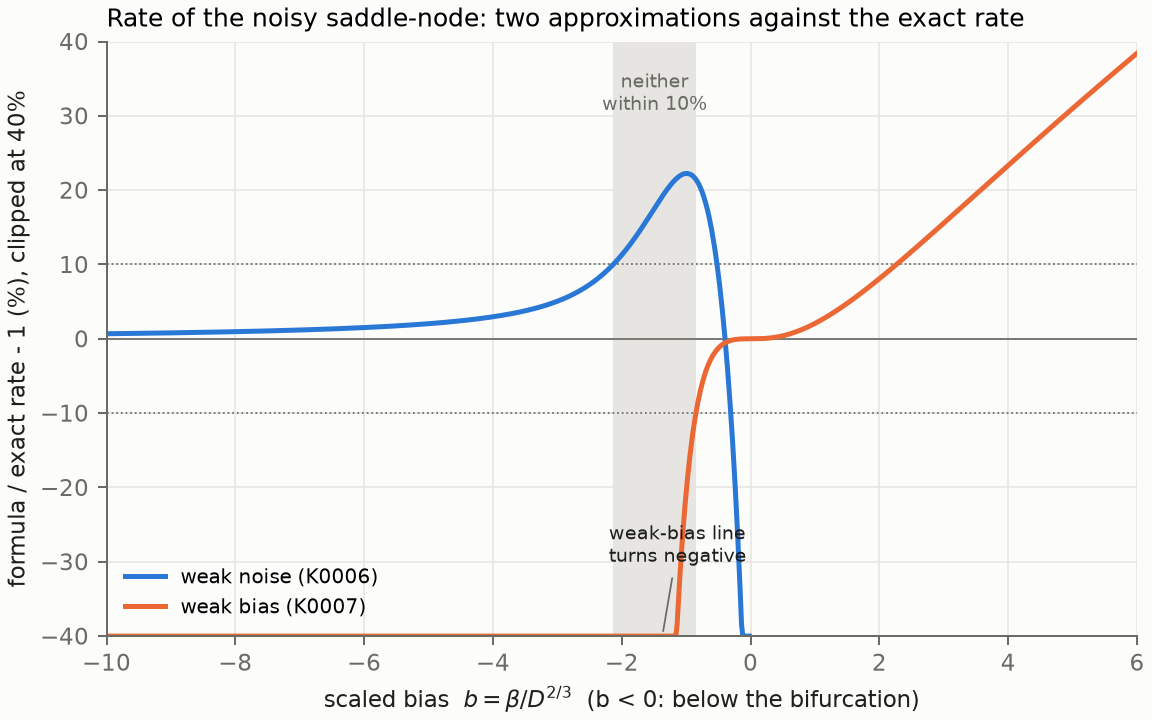 Rate of the noisy saddle-node: two approximations against the exact rate
formula / exact rate - 1 (%), clipped at 40%
40
30
20
10
0
−10
−20
−30
−40
neither
within 10%
weak-bias line
turns negative
weak noise (K0006)
weak bias (K0007)
−10
−8
−6
−4
−2
0
2
4
6
scaled bias b = β/D^{2/3} (b < 0: below the bifurcation)